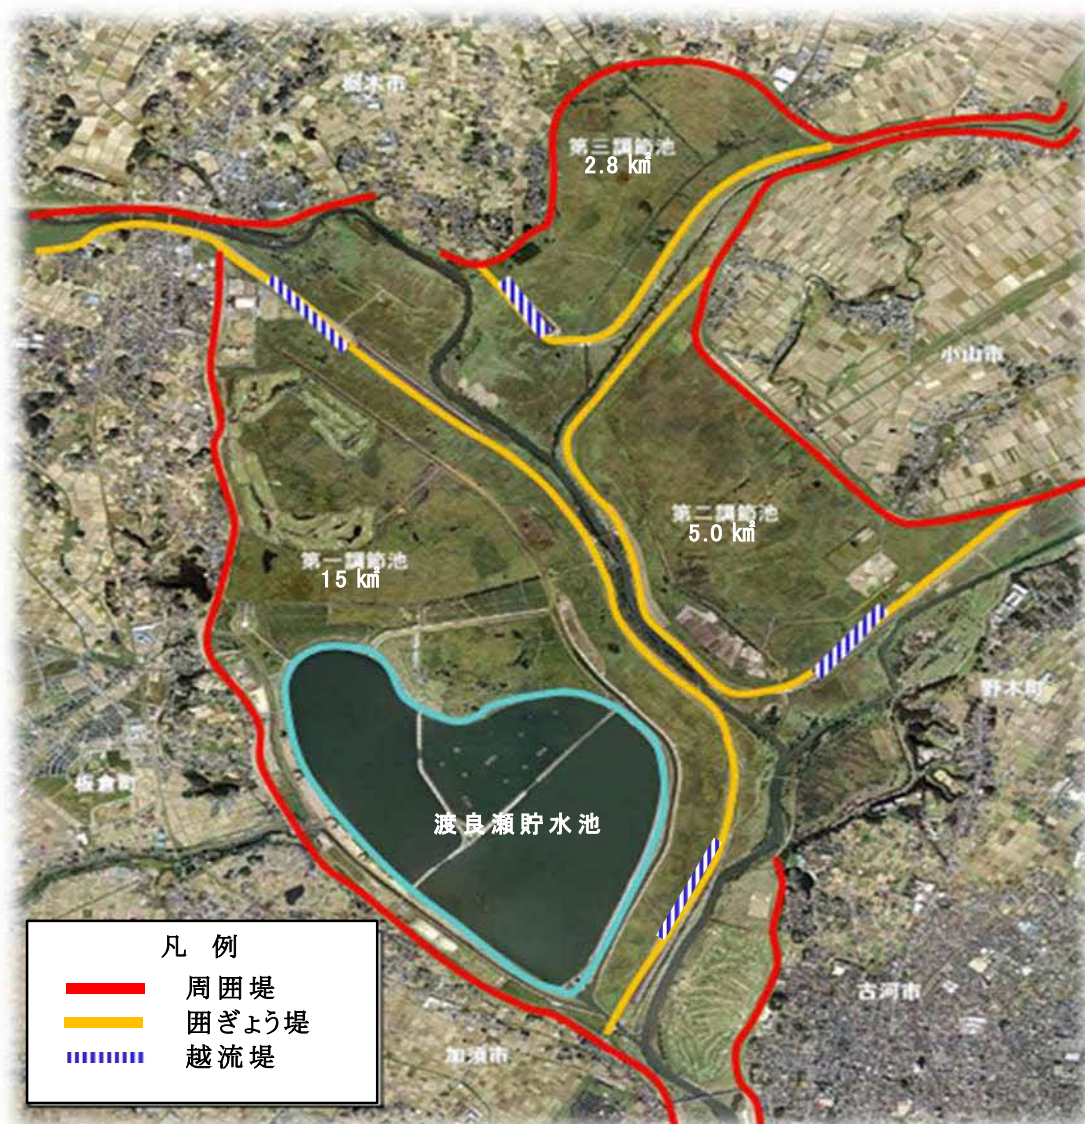 栃木市
第三調節池
2.8 k㎡
小山市
第二調節池
5.0 k㎡
第一調節池
15 k㎡
野木町
板倉町
渡良瀬貯水池
古河市
加須市
凡 例
周囲堤
囲ぎょう堤
越流堤